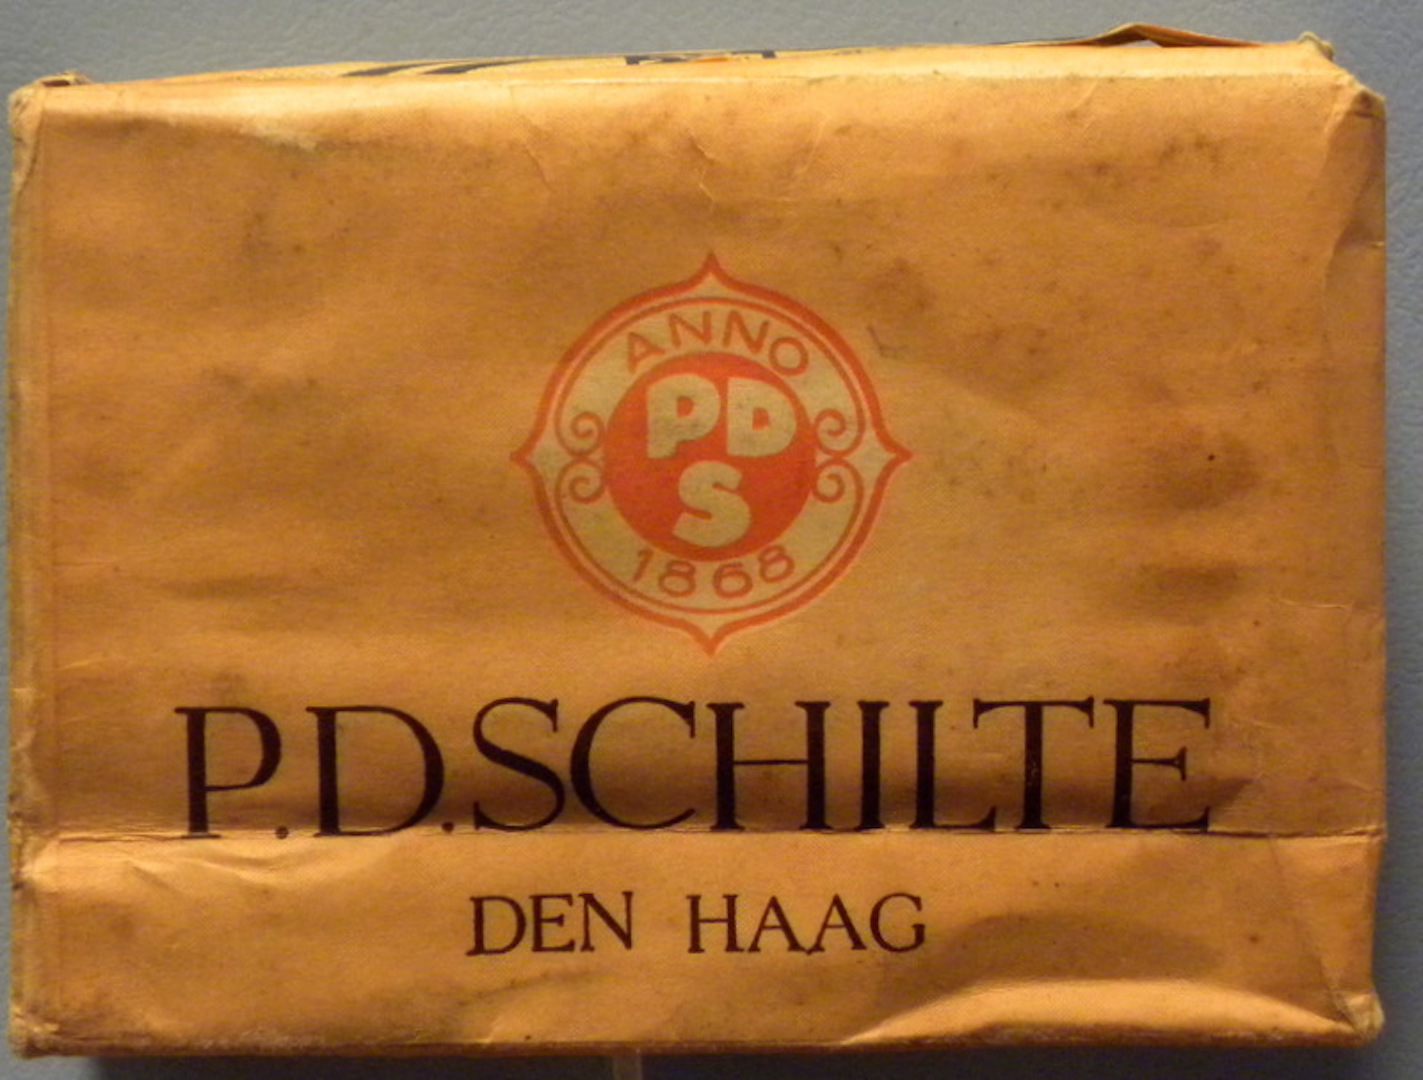 ANNO
PD
S
1868
P.D.SCHILTE
DEN HAAG